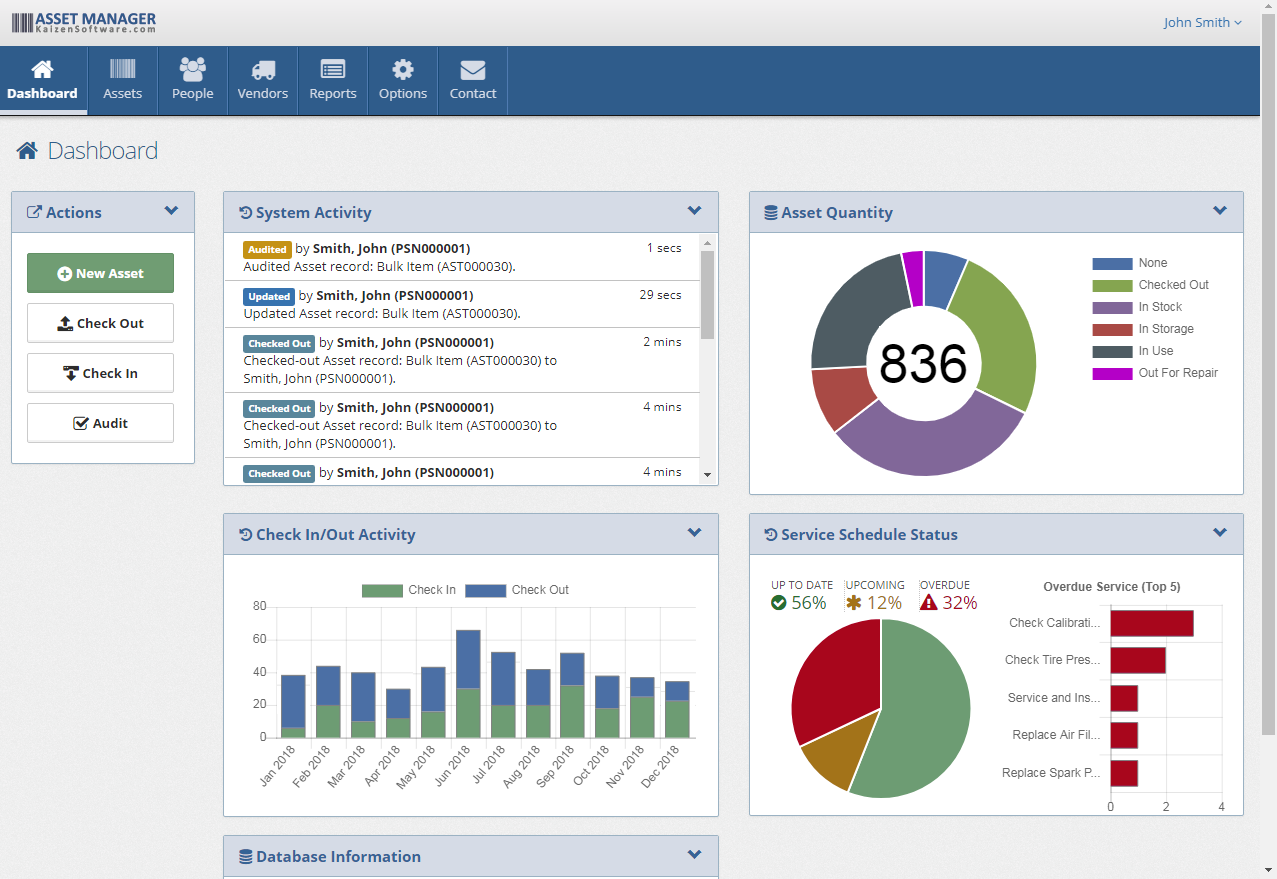 ASSET MANAGER
KaizenSoftware.com
John Smith
Dashboard
Assets
People
Vendors
Reports
Options
Contact
Dashboard
Actions
New Asset
Check Out
Check In
Audit
System Activity
Audited by Smith, John (PSN000001) 1 secs
Audited Asset record: Bulk Item (AST000030).
Updated by Smith, John (PSN000001) 29 secs
Updated Asset record: Bulk Item (AST000030).
Checked Out by Smith, John (PSN000001) 2 mins
Checked-out Asset record: Bulk Item (AST000030) to
Smith, John (PSN000001).
Checked Out by Smith, John (PSN000001) 4 mins
Checked-out Asset record: Bulk Item (AST000030) to
Smith, John (PSN000001).
Checked Out by Smith, John (PSN000001) 4 mins
Asset Quantity
836
None
Checked Out
In Stock
In Storage
In Use
Out For Repair
Check In/Out Activity
Check In
Check Out
80
60
40
20
0
Jan 2018
Feb 2018
Mar 2018
Apr 2018
May 2018
Jun 2018
Jul 2018
Aug 2018
Sep 2018
Oct 2018
Nov 2018
Dec 2018
Service Schedule Status
UP TO DATE
56%
UPCOMING
12%
OVERDUE
32%
Overdue Service (Top 5)
Check Calibrati...
Check Tire Pres...
Service and Ins...
Replace Air Fil...
Replace Spark P...
0
2
4
Database Information